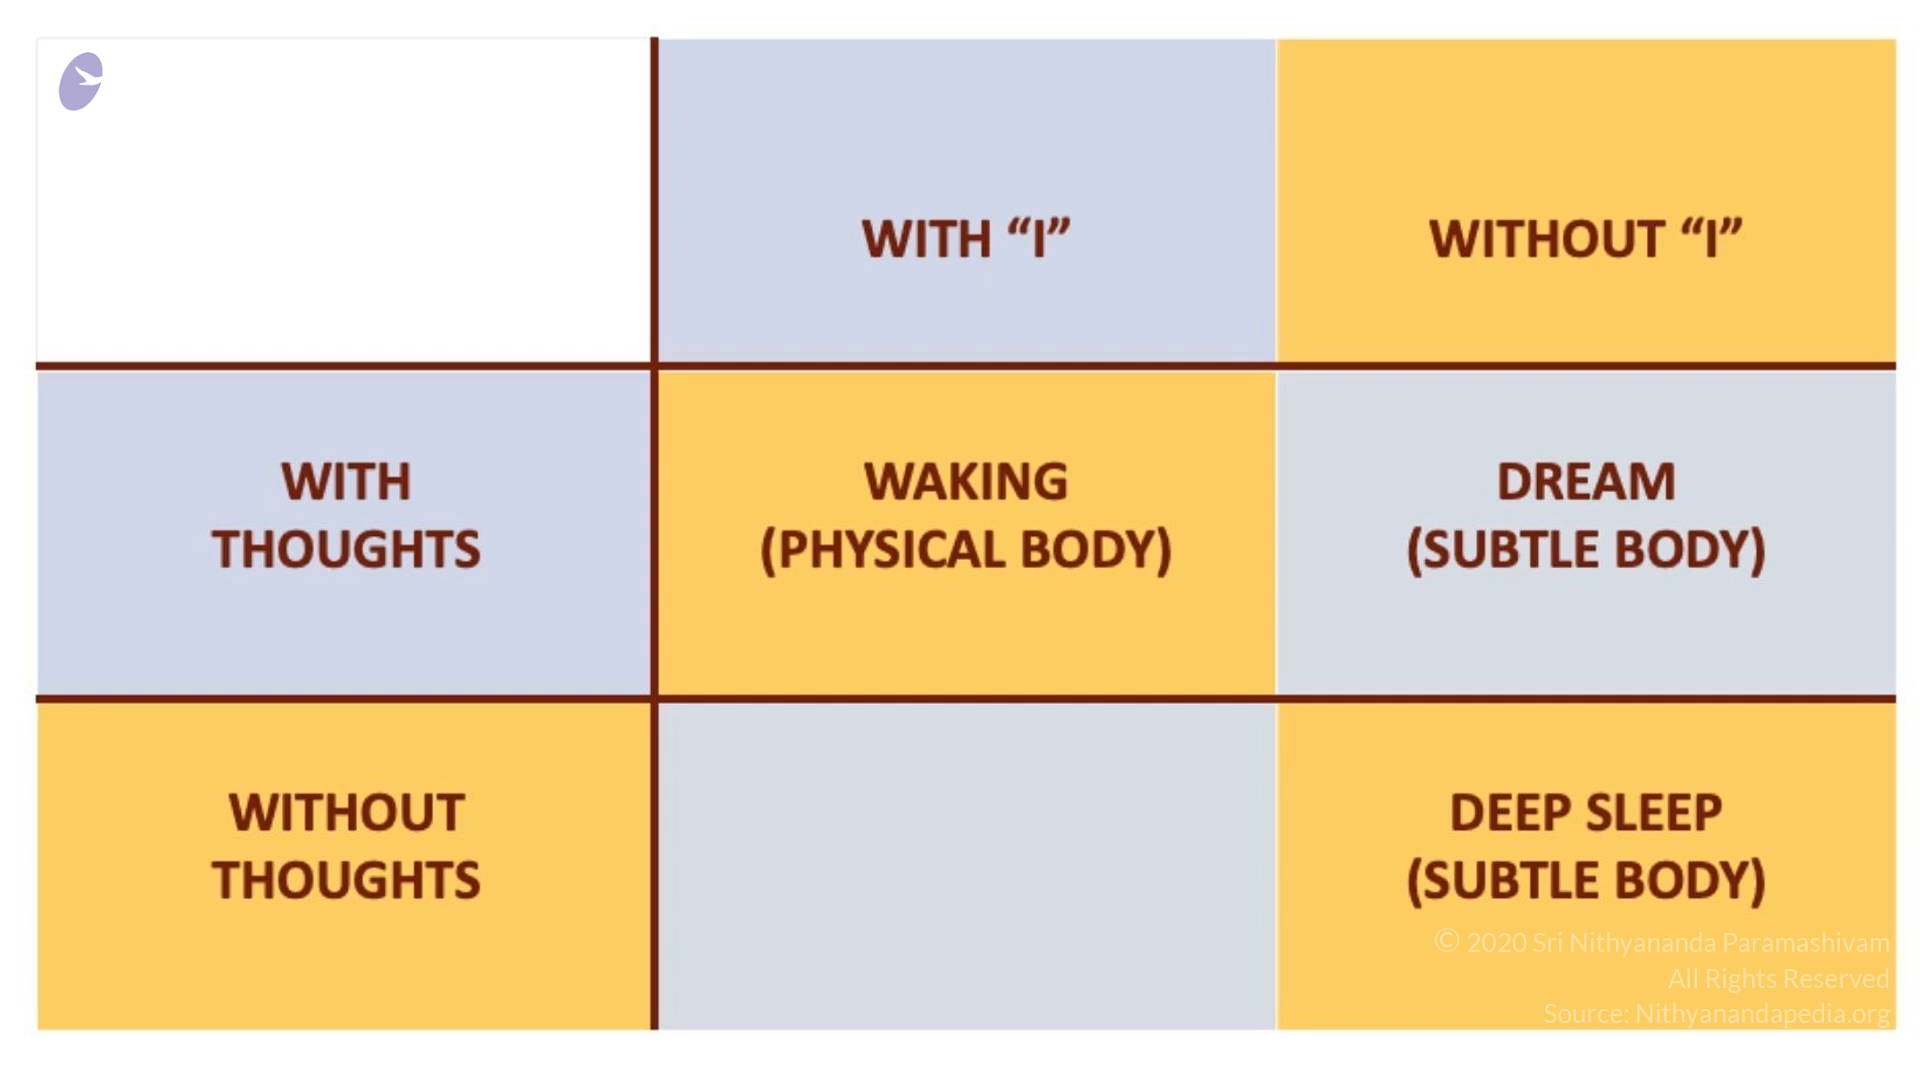 WITH “I”
WITHOUT “I”
WITH
THOUGHTS
WAKING
(PHYSICAL BODY)
DREAM
(SUBTLE BODY)
WITHOUT
THOUGHTS
DEEP SLEEP
(SUBTLE BODY)
© 2020 Sri Nithyananda Paramashivam
All Rights Reserved
Source: Nithyanandapedia.org